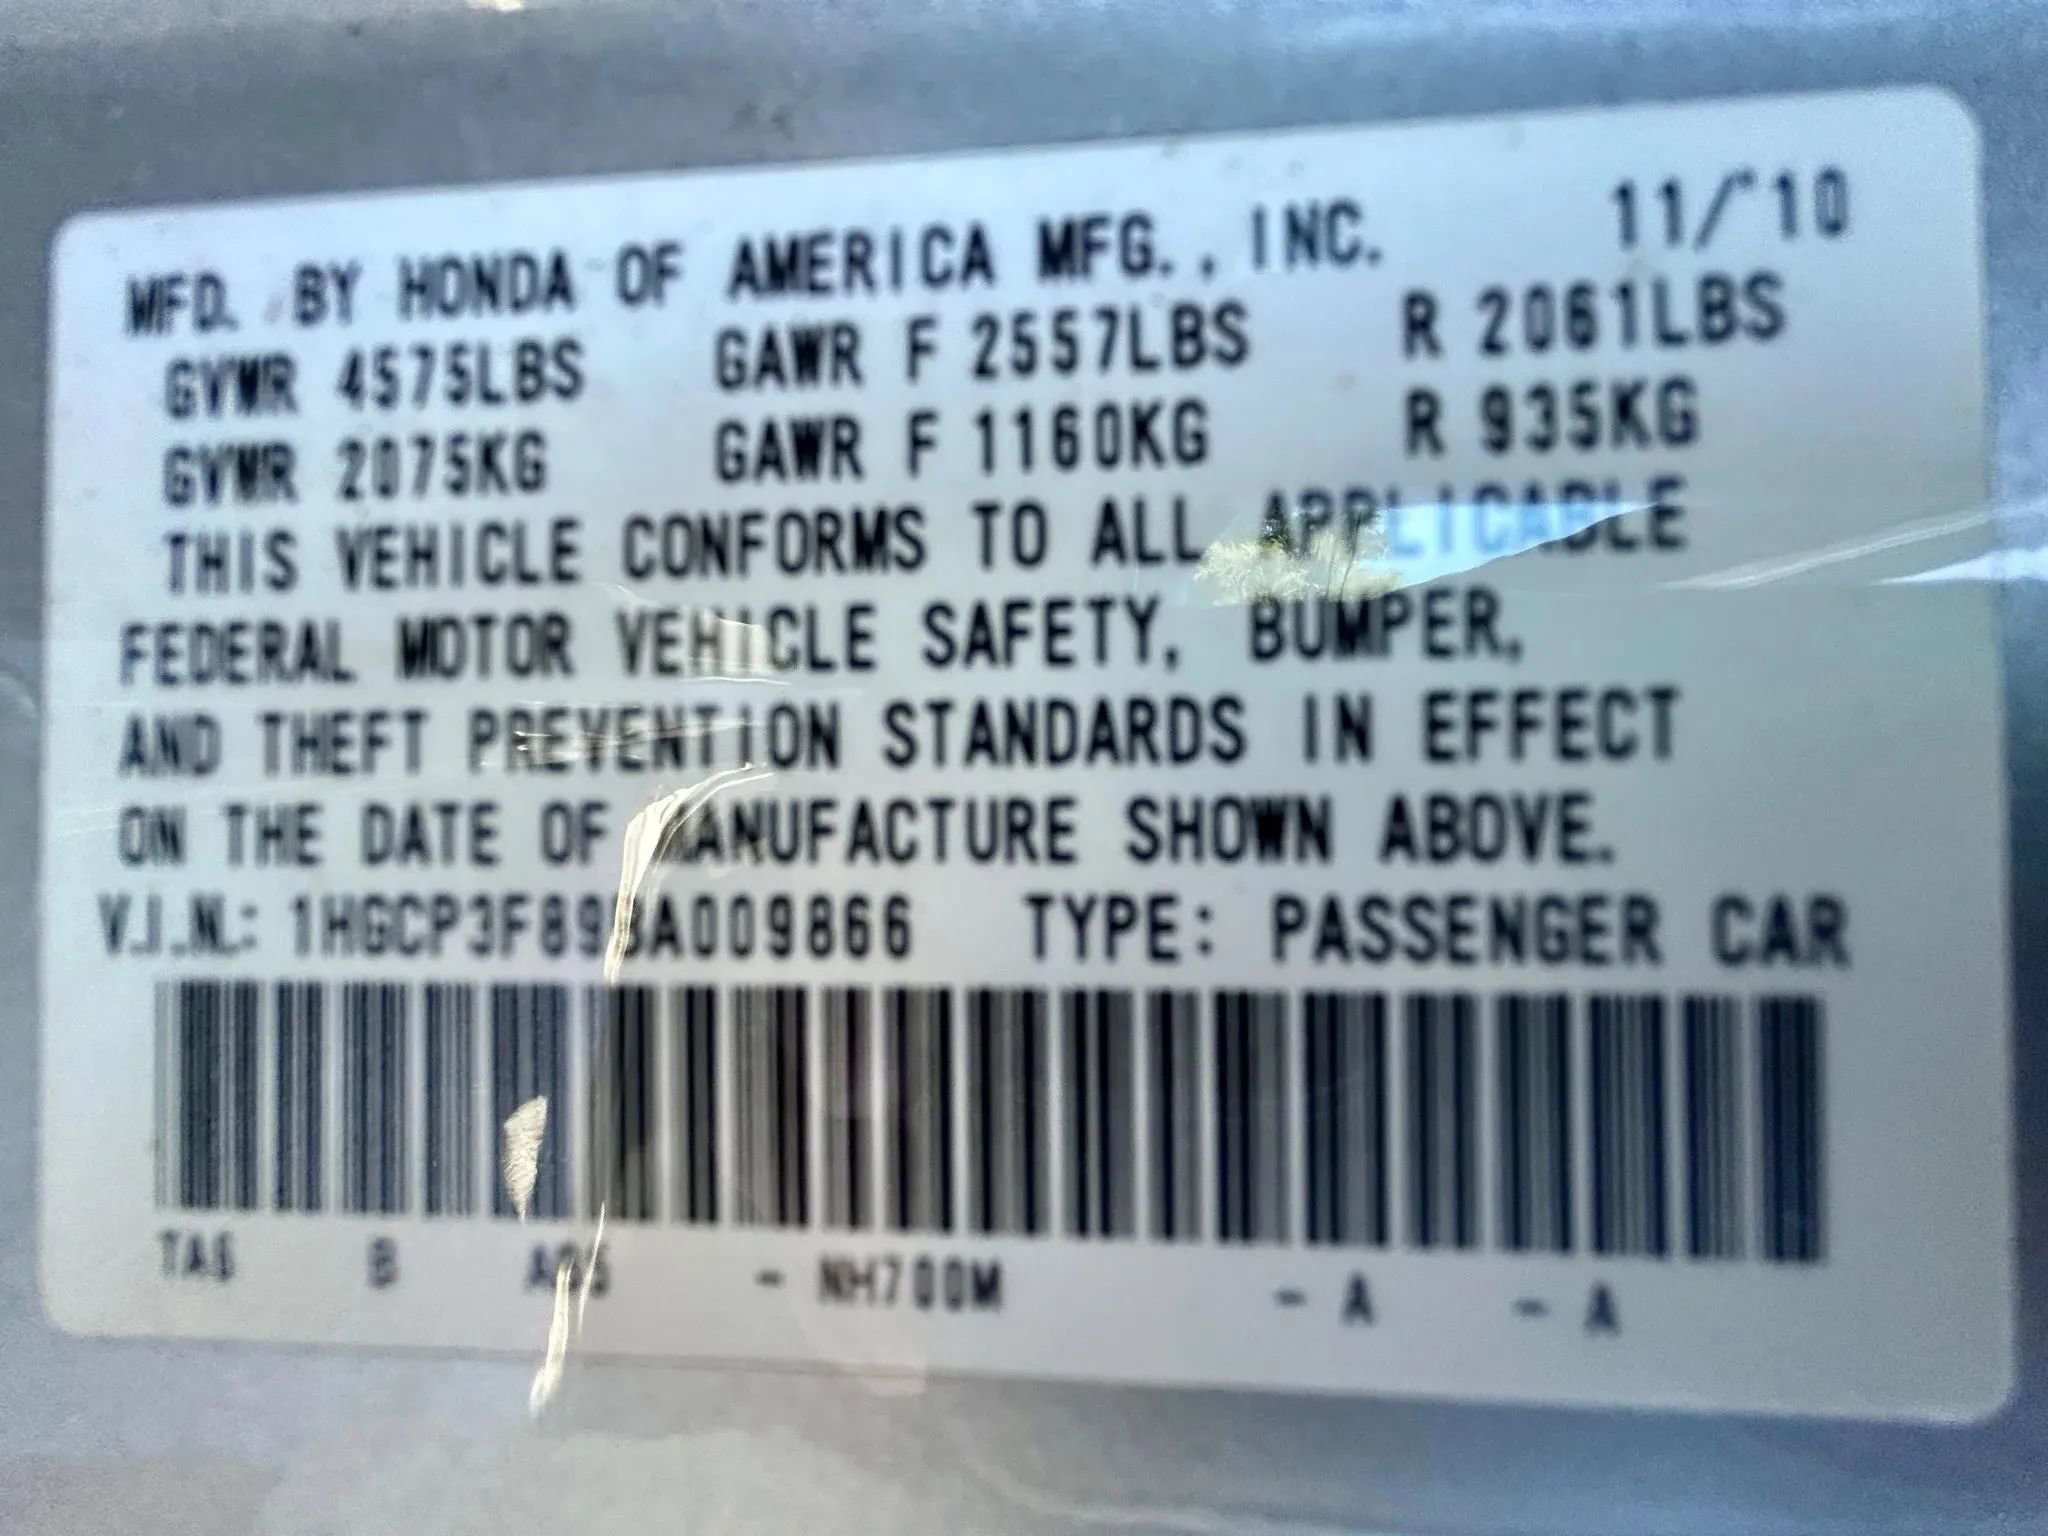 MFD. BY HONDA OF AMERICA MFG., INC. 11/'10
GVWR 4575LBS GAWR F 2557LBS R 2061LBS
GVWR 2075KG GAWR F 1160KG R 935KG
THIS VEHICLE CONFORMS TO ALL APPLICABLE
FEDERAL MOTOR VEHICLE SAFETY, BUMPER,
AND THEFT PREVENTION STANDARDS IN EFFECT
ON THE DATE OF MANUFACTURE SHOWN ABOVE.
V.I.N.: 1HGCP3F89BA009866 TYPE: PASSENGER CAR
TA6 B - NH700M - A - A